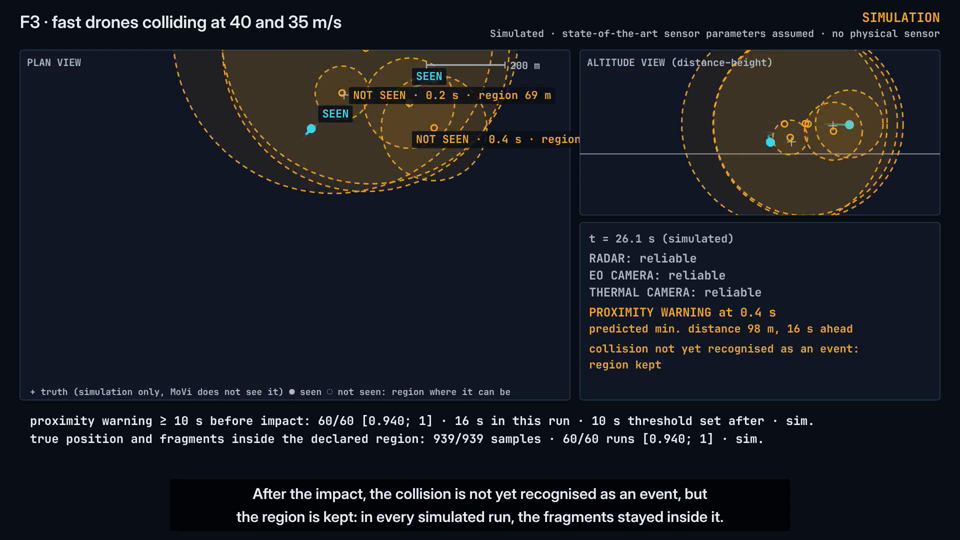 F3 · fast drones colliding at 40 and 35 m/s
SIMULATION
Simulated · state-of-the-art sensor parameters assumed · no physical sensor
PLAN VIEW
200 m
SEEN
NOT SEEN · 0.2 s · region 69 m
SEEN
NOT SEEN · 0.4 s · region
+ truth (simulation only, MoVi does not see it) ● seen ○ not seen: region where it can be
ALTITUDE VIEW (distance-height)
t = 26.1 s (simulated)
RADAR: reliable
EO CAMERA: reliable
THERMAL CAMERA: reliable
PROXIMITY WARNING at 0.4 s
predicted min. distance 98 m, 16 s ahead
collision not yet recognised as an event:
region kept
proximity warning ≥ 10 s before impact: 60/60 [0.940; 1] · 16 s in this run · 10 s threshold set after · sim.
true position and fragments inside the declared region: 939/939 samples · 60/60 runs [0.940; 1] · sim.
After the impact, the collision is not yet recognised as an event, but
the region is kept: in every simulated run, the fragments stayed inside it.